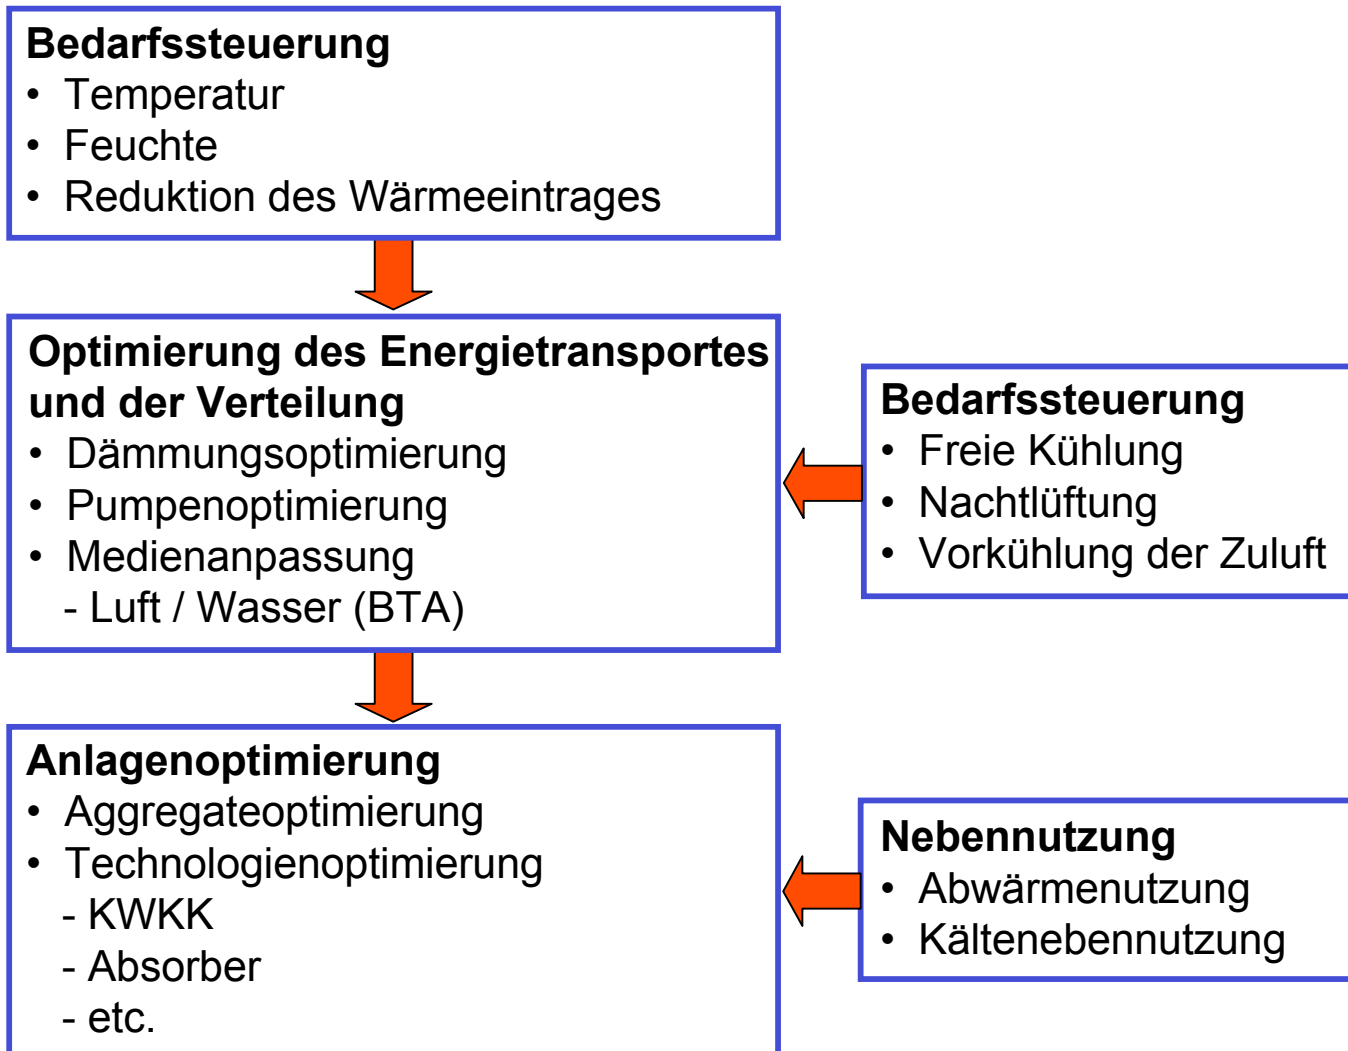 Bedarfssteuerung
• Temperatur
• Feuchte
• Reduktion des Wärmeeintrages
Optimierung des Energietransportes
und der Verteilung
• Dämmungsoptimierung
• Pumpenoptimierung
• Medienanpassung
- Luft / Wasser (BTA)
Bedarfssteuerung
• Freie Kühlung
• Nachtlüftung
• Vorkühlung der Zuluft
Anlagenoptimierung
• Aggregateoptimierung
• Technologienoptimierung
- KWKK
- Absorber
- etc.
Nebennutzung
• Abwärmenutzung
• Kältenebennutzung